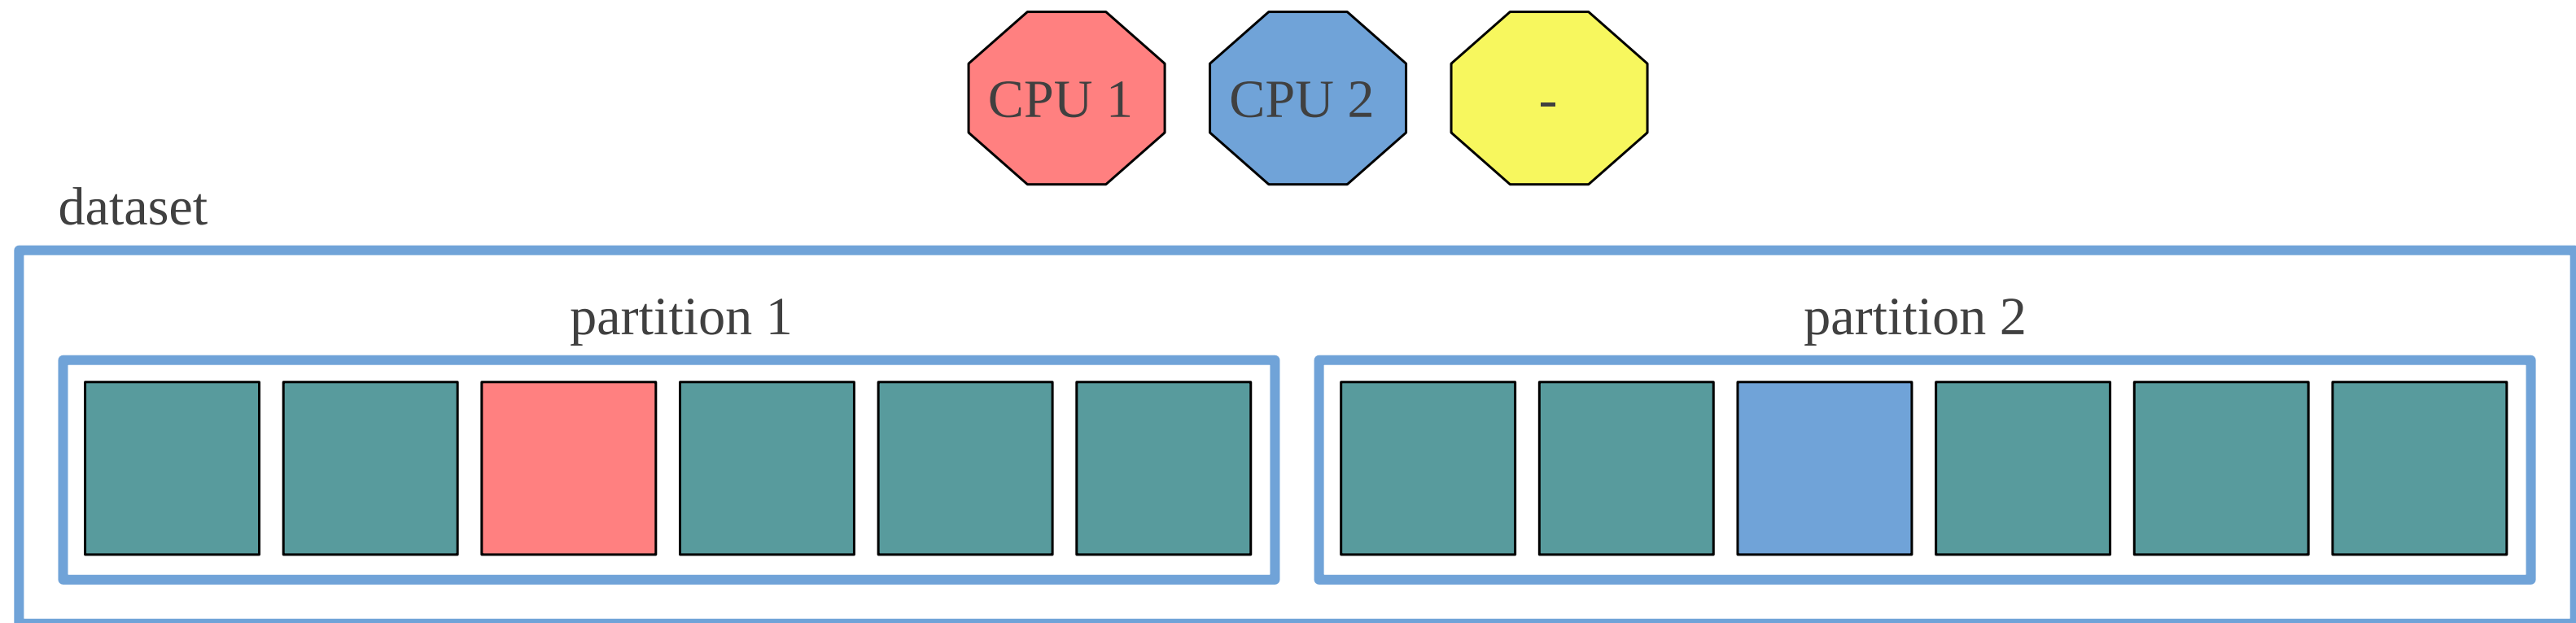 CPU 1
CPU 2
-
dataset
partition 1
partition 2